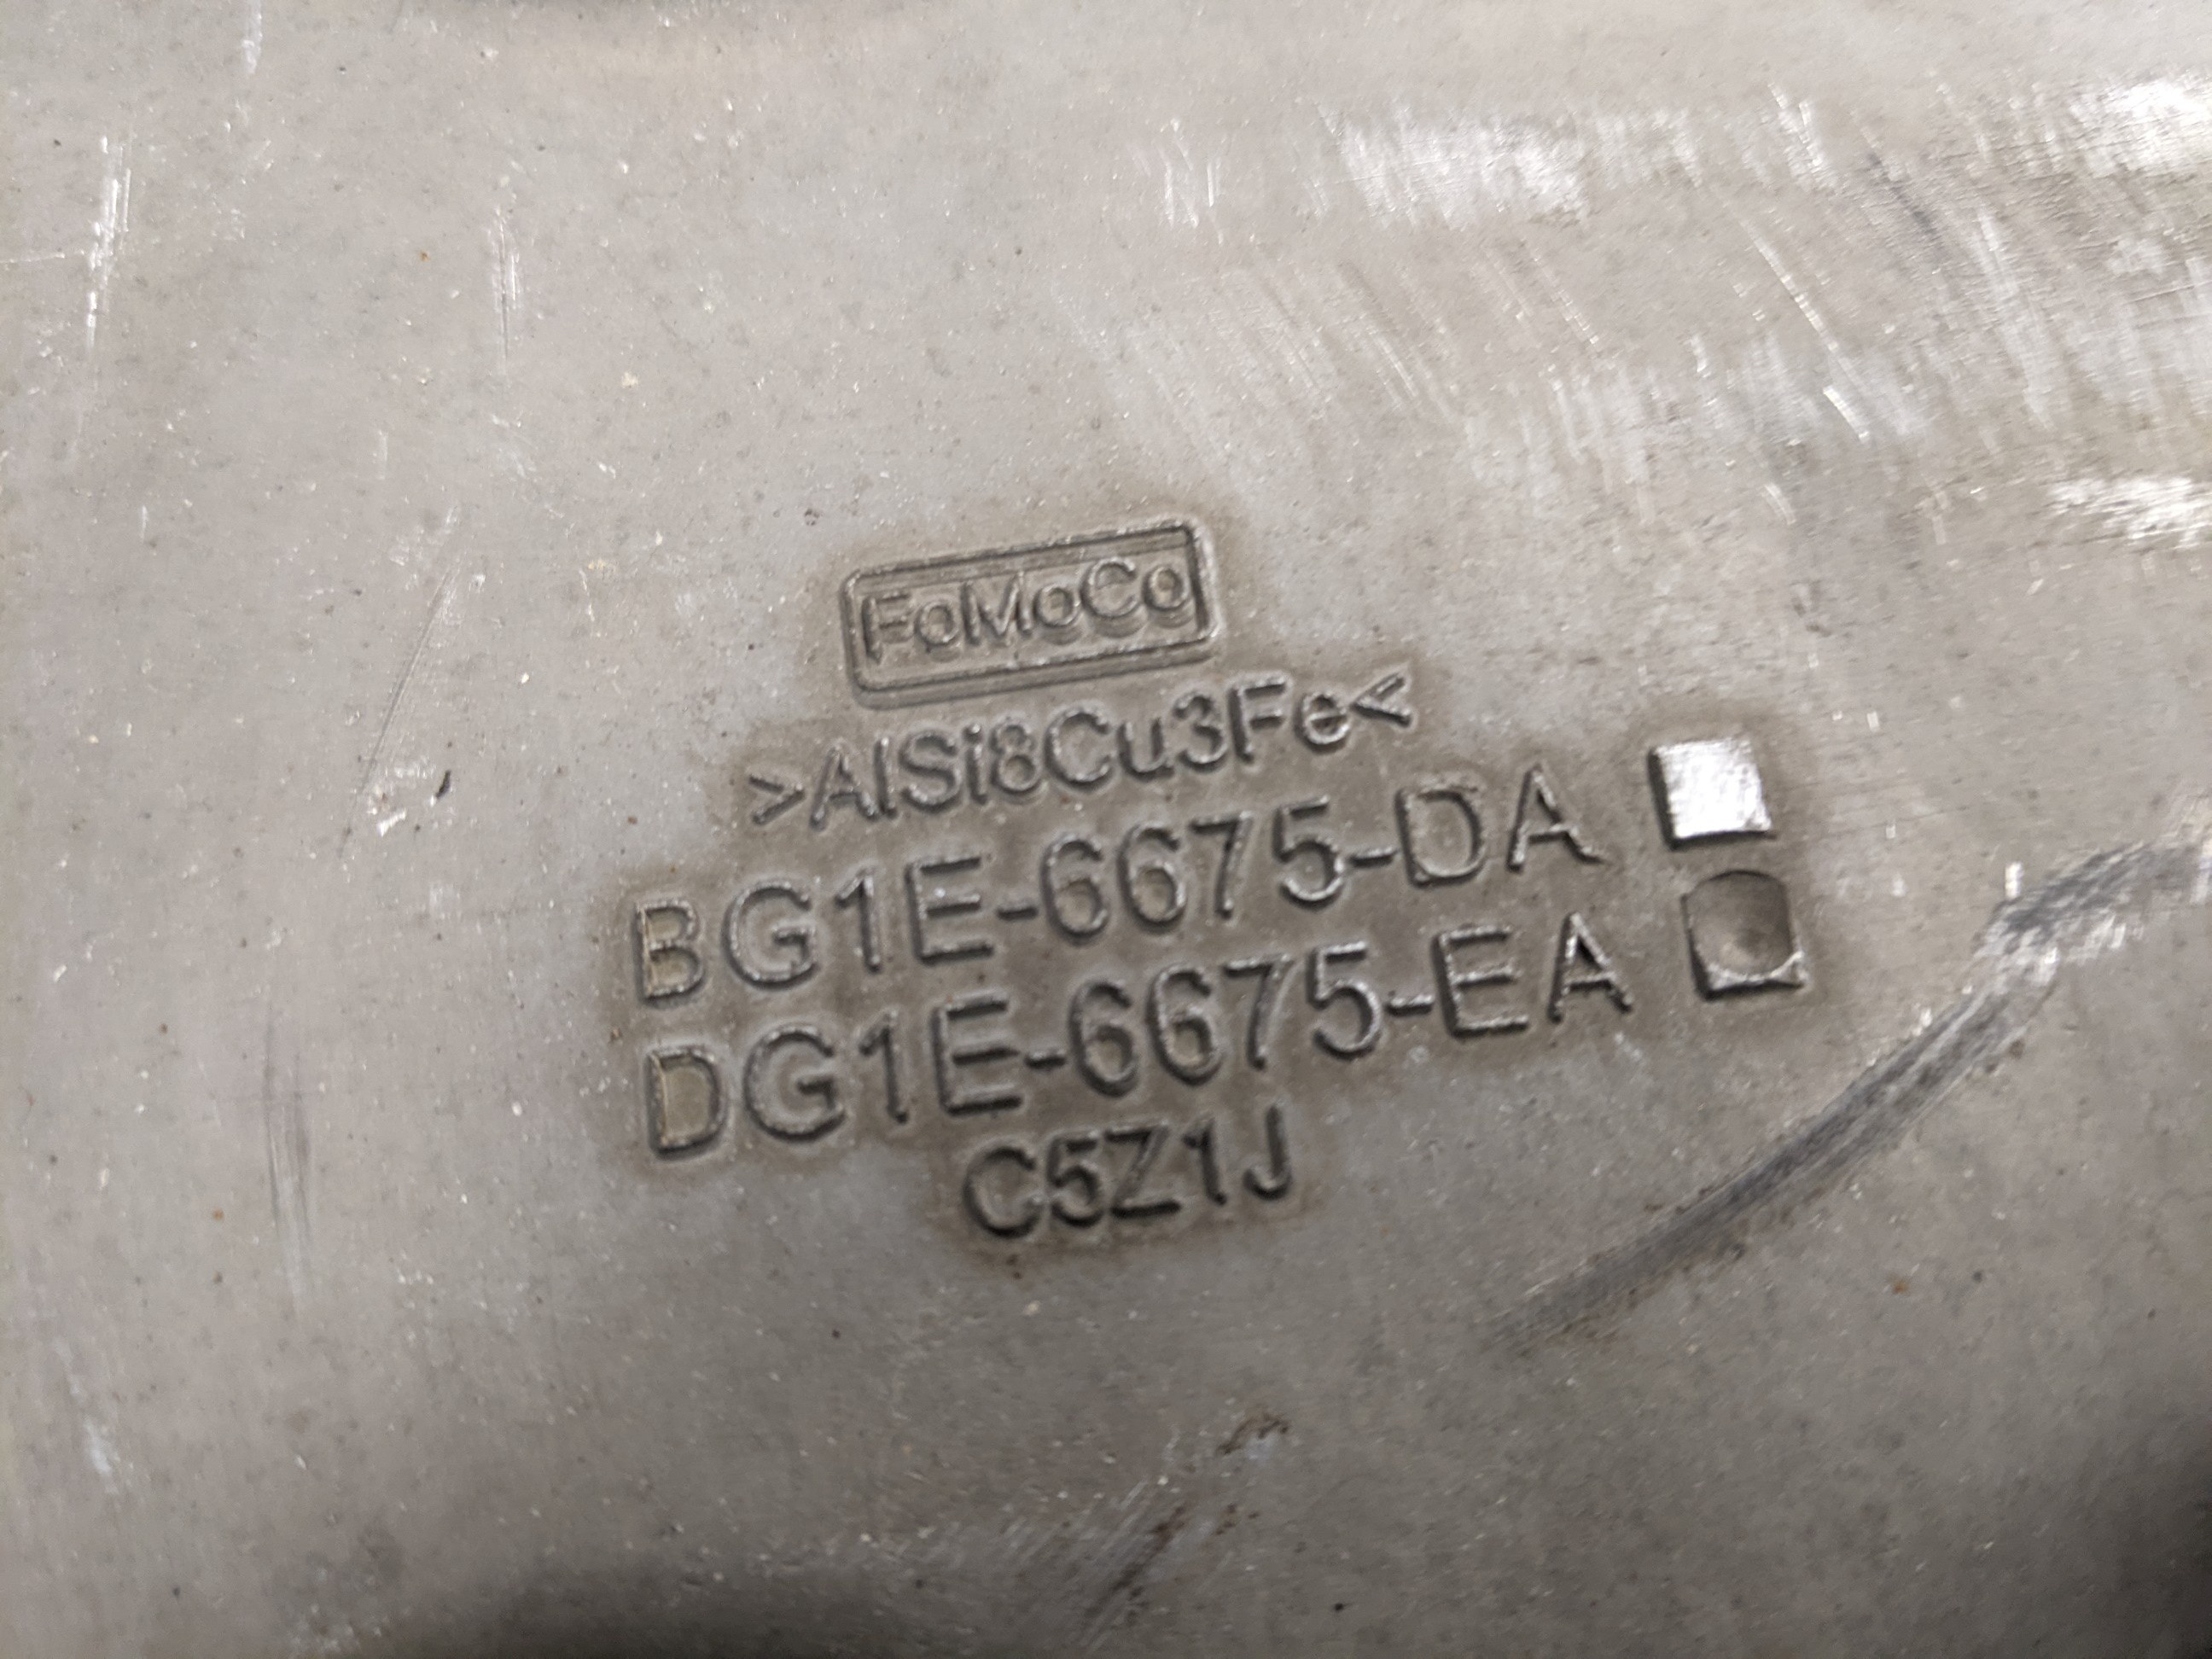 FoMoCo
>AlSi8Cu3Fe<
BG1E-6675-DA
DG1E-6675-EA
C5Z1J